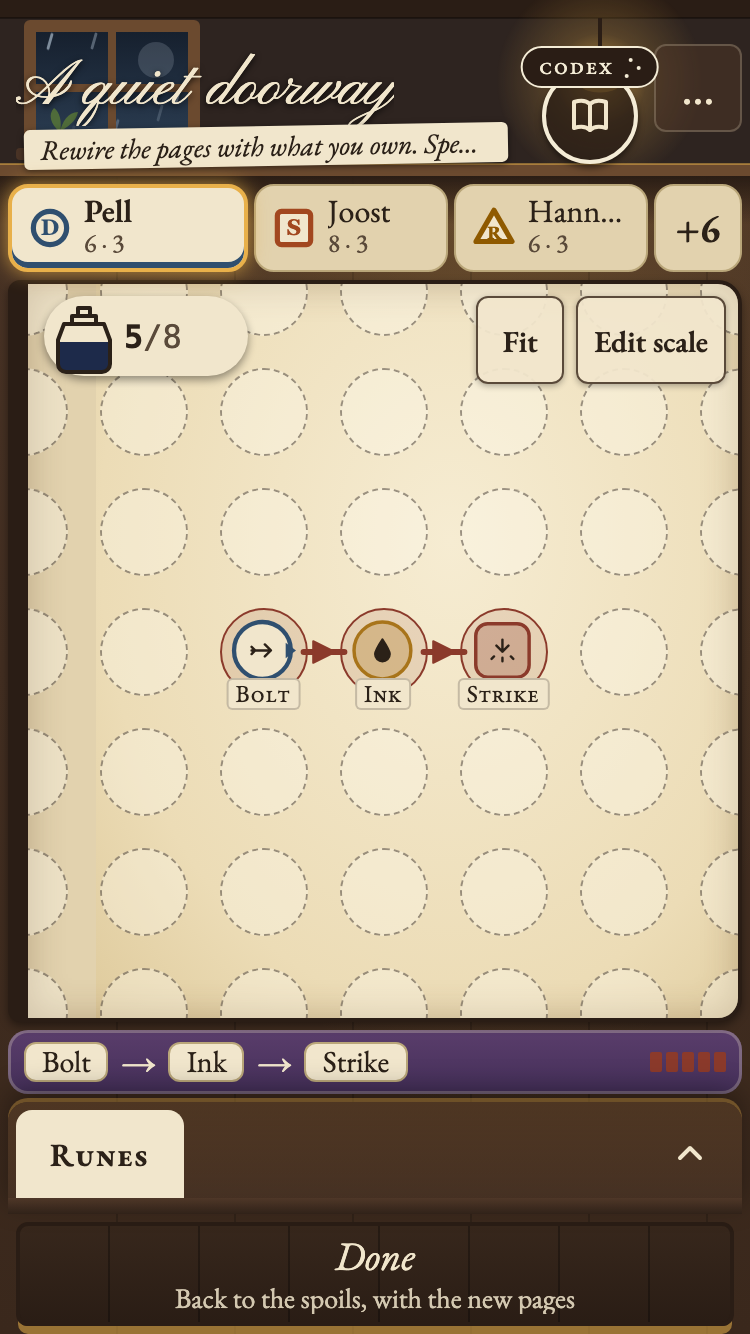 A quiet doorway
CODEX
...
Rewire the pages with what you own. Spe...
D
Pell
6·3
S
Joost
8·3
R
Hann...
6·3
+6
5/8
Fit
Edit scale
BOLT
INK
STRIKE
Bolt → Ink → Strike
RUNES
Done
Back to the spoils, with the new pages